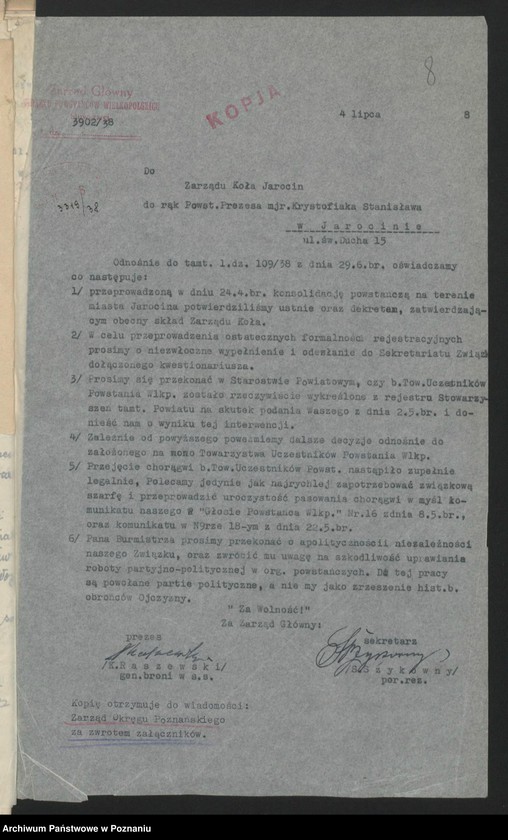 8
Zarząd Główny
3902/38
KOPJA
4 lipca 8
3919/38
Do
Zarządu Koła Jarocin
do rąk Powst.Prezesa mjr.Krystofiaka Stanisława
w Jarocinie
ul.św.Ducha 15
Odnośnie do tamt. l.dz. 109/38 z dnia 29.6.br. oświadczamy
co następuje:
1/ przeprowadzoną w dniu 24.4.br. konsolidację powstańczą na terenie
miasta Jarocina potwierdziliśmy ustnie oraz dekretem, zatwierdzają-
cym obecny skład Zarządu Koła.
2/ W celu przeprowadzenia ostatecznych formalności rejestracyjnych
prosimy o niezwłoczne wypełnienie i odesłanie do Sekretariatu Związk
dołączonego kwestionariusza.
3/ Prosimy się przekonać w Starostwie Powiatowym, czy b.Tow.Uczestników
Powstania Wlkp. zostało rzeczywiście wykreślone z rejestru Stowarzy-
szeń tamt. Powiatu na skutek podania Waszego z dnia 2.5.br. i do-
nieść nam o wyniku tej interwencji.
4/ Zależnie od powyższego poweźmiemy dalsze decyzje odnośnie do
założonego na nowo Towarzystwa Uczestników Powstania Wlkp.
5/ Przejęcie chorągwi b.Tow.Uczestników Powst. nastąpiło zupełnie
legalnie, Polecamy jedynie jak najrychlej zapotrzebować związkową
szarfę i przeprowadzić uroczystość pasowania chorągwi w myśl ko-
munikatu naszego w "Głosie Powstańca Wlkp." Nr.16 zdnia 8.5.br.,
oraz komunikatu w Nrze 18-ym z dnia 22.5.br.
6/ Pana Burmistrza prosimy przekonać o apolityczności i niezależności
naszego Związku, oraz zwrócić mu uwagę na szkodliwość uprawiania
roboty partyjno-politycznej w org. powstańczych. Do tej pracy
są powołane partie polityczne, a nie my jako zrzeszenie hist.b.
obrońców Ojczyzny.
"Za Wolność!"
Za Zarząd Główny:
prezes sekretarz
/K.Raszewski/
gen.broni w s.s. por.rez.
Kopię otrzymuje do wiadomości:
Zarząd Okręgu Poznańskiego
za zwrotem załączników.
Archiwum Państwowe w Poznaniu